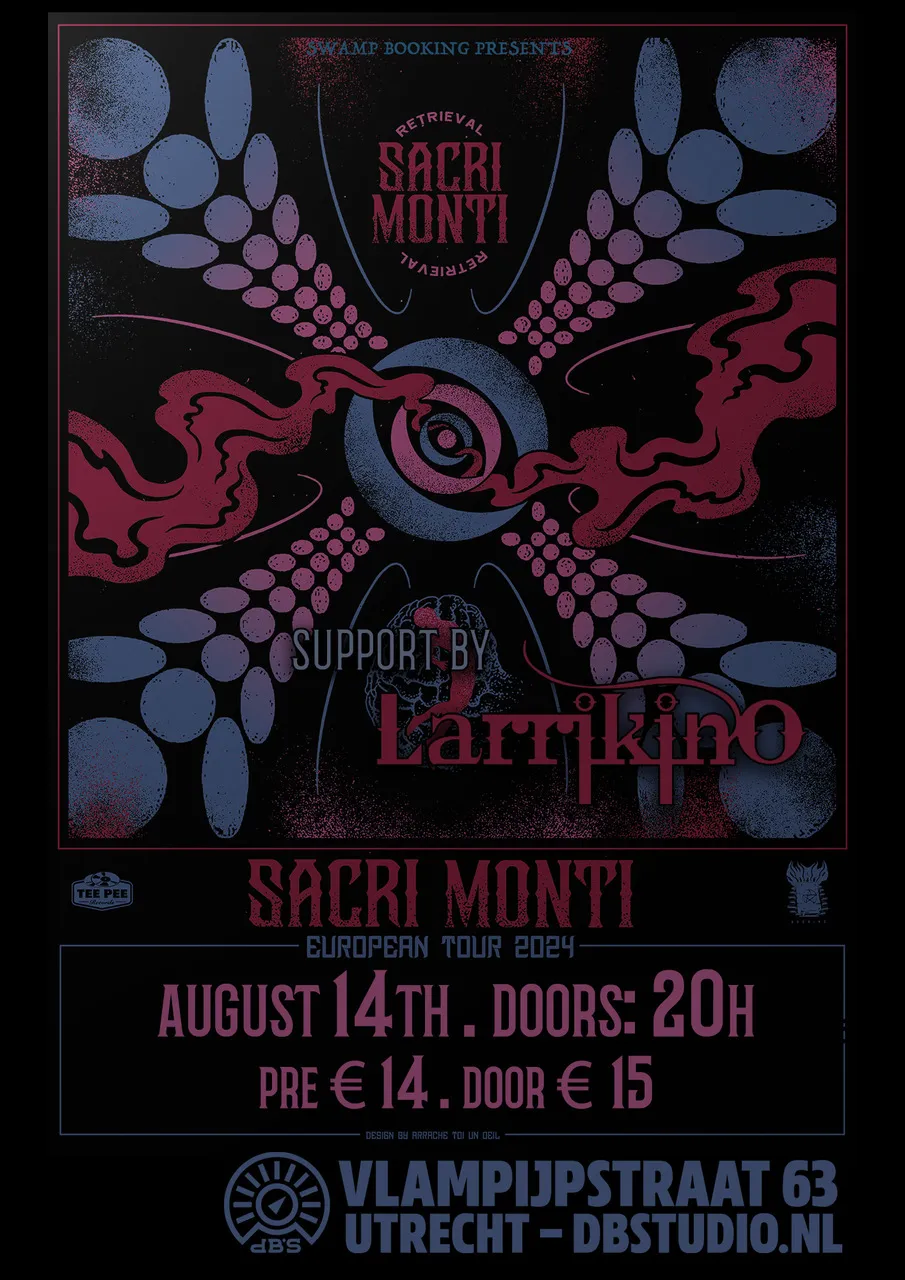 SWAMP BOOKING PRESENTS
RETRIEVAL
SACRI
MONTI
RETRIEVAL
SUPPORT BY
LarrikinO
TEE PEE
Records
SACRI MONTI
EUROPEAN TOUR 2024
AUGUST 14TH . DOORS: 20H
PRE € 14 . DOOR € 15
DESIGN BY ARRACHE TOI UN OEIL
dB'S
VLAMPIJPSTRAAT 63
UTRECHT – DBSTUDIO.NL